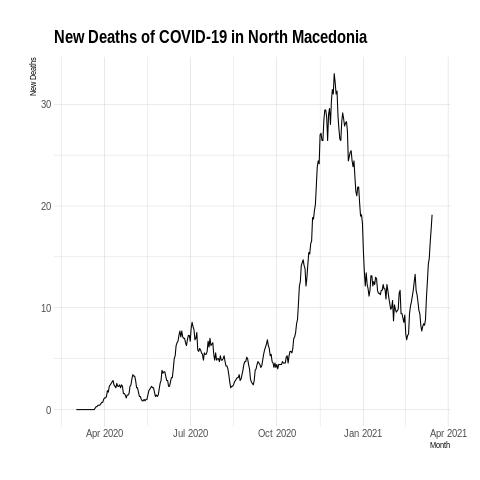 New Deaths of COVID-19 in North Macedonia
New Deaths
30
20
10
0
Apr 2020 Jul 2020 Oct 2020 Jan 2021 Apr 2021
Month